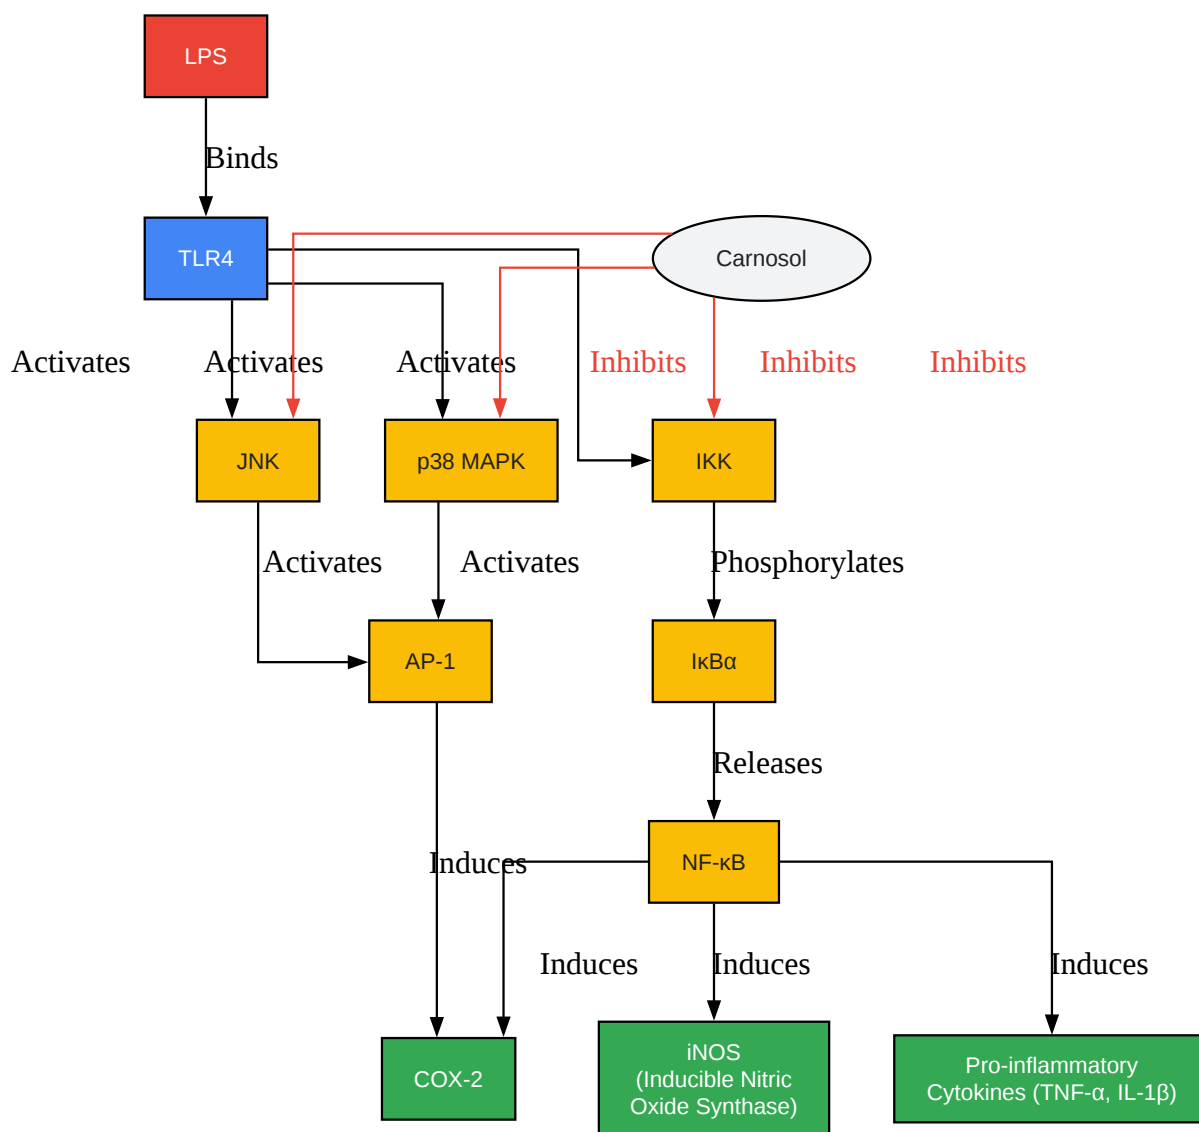 LPS
Binds
TLR4
Carnosol
Activates
Activates
Activates
Inhibits
Inhibits
Inhibits
JNK
p38 MAPK
IKK
Activates
Activates
Phosphorylates
AP-1
IκBα
Releases
Induces
NF-κB
Induces
Induces
Induces
COX-2
iNOS
(Inducible Nitric
Oxide Synthase)
Pro-inflammatory
Cytokines (TNF-α, IL-1β)